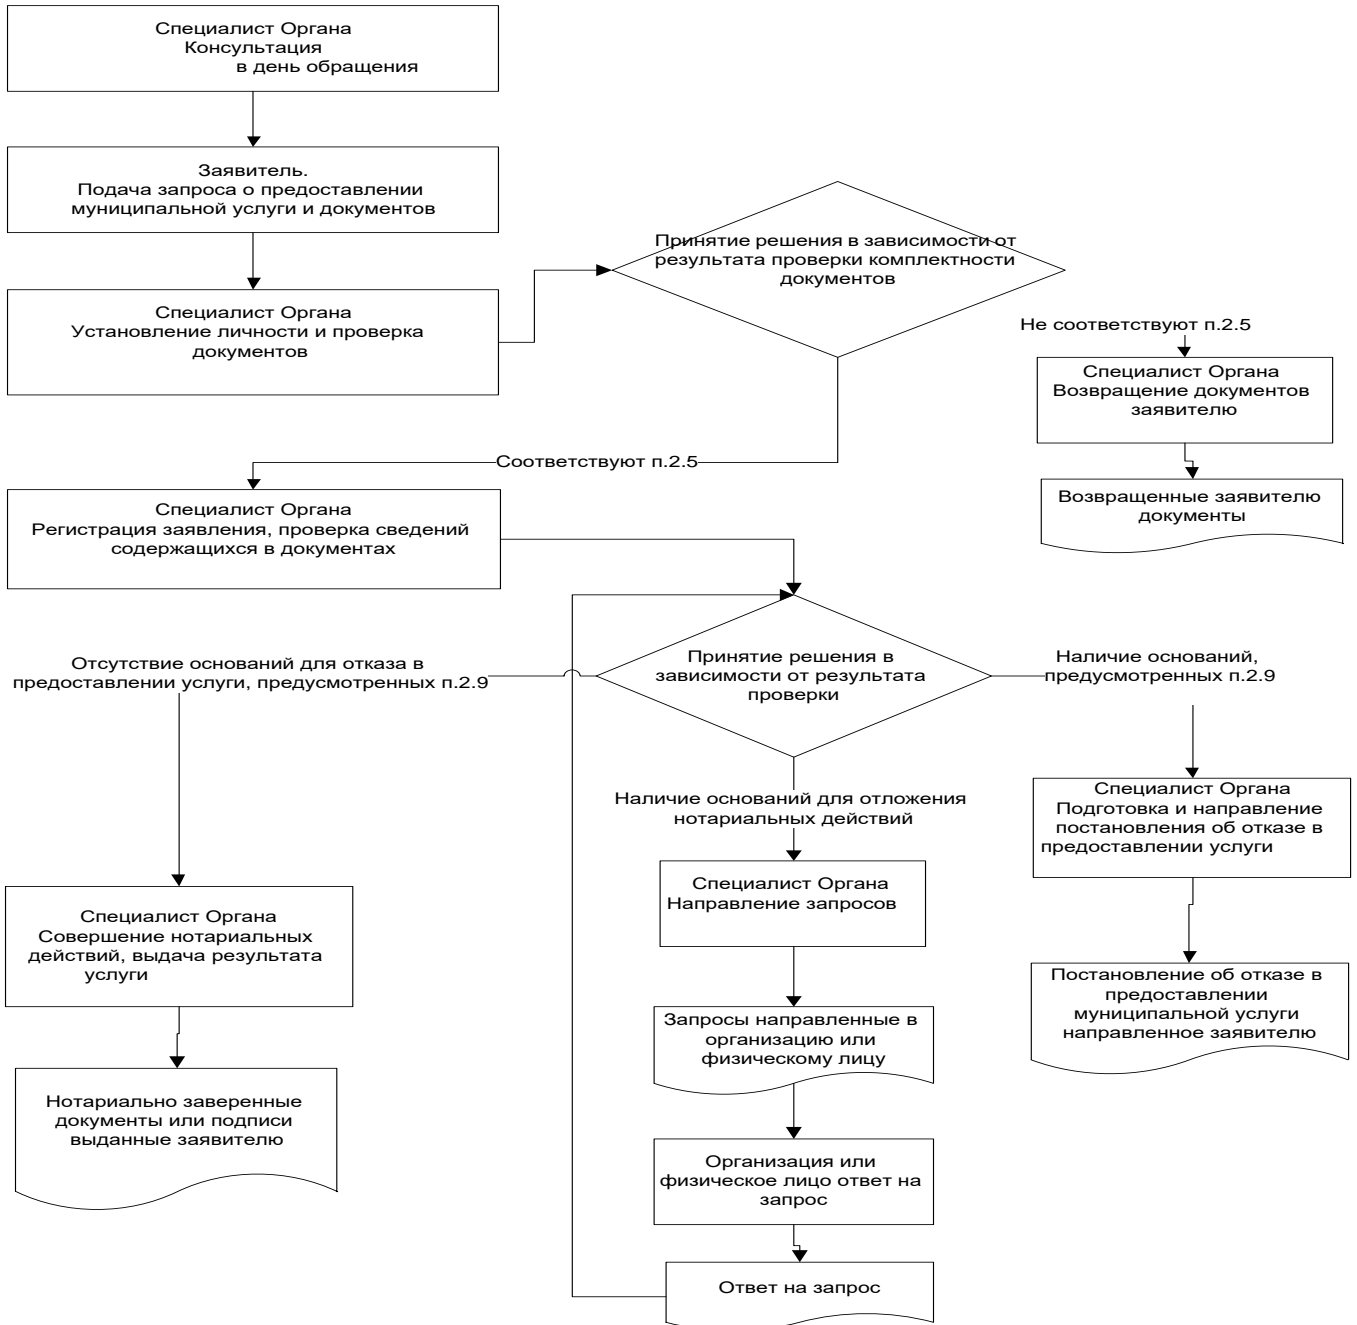 Специалист Органа
Консультация
в день обращения
Заявитель.
Подача запроса о предоставлении
муниципальной услуги и документов
Специалист Органа
Установление личности и проверка
документов
Принятие решения в зависимости от
результата проверки комплектности
документов
Не соответствуют п.2.5
Специалист Органа
Возвращение документов
заявителю
Возвращенные заявителю
документы
Соответствуют п.2.5
Специалист Органа
Регистрация заявления, проверка сведений
содержащихся в документах
Принятие решения в
зависимости от результата
проверки
Отсутствие оснований для отказа в
предоставлении услуги, предусмотренных п.2.9
Наличие оснований,
предусмотренных п.2.9
Наличие оснований для отложения
нотариальных действий
Специалист Органа
Подготовка и направление
постановления об отказе в
предоставлении услуги
Специалист Органа
Направление запросов
Специалист Органа
Совершение нотариальных
действий, выдача результата
услуги
Постановление об отказе в
предоставлении
муниципальной услуги
направленное заявителю
Запросы направленные в
организацию или
физическому лицу
Нотариально заверенные
документы или подписи
выданные заявителю
Организация или
физическое лицо ответ на
запрос
Ответ на запрос